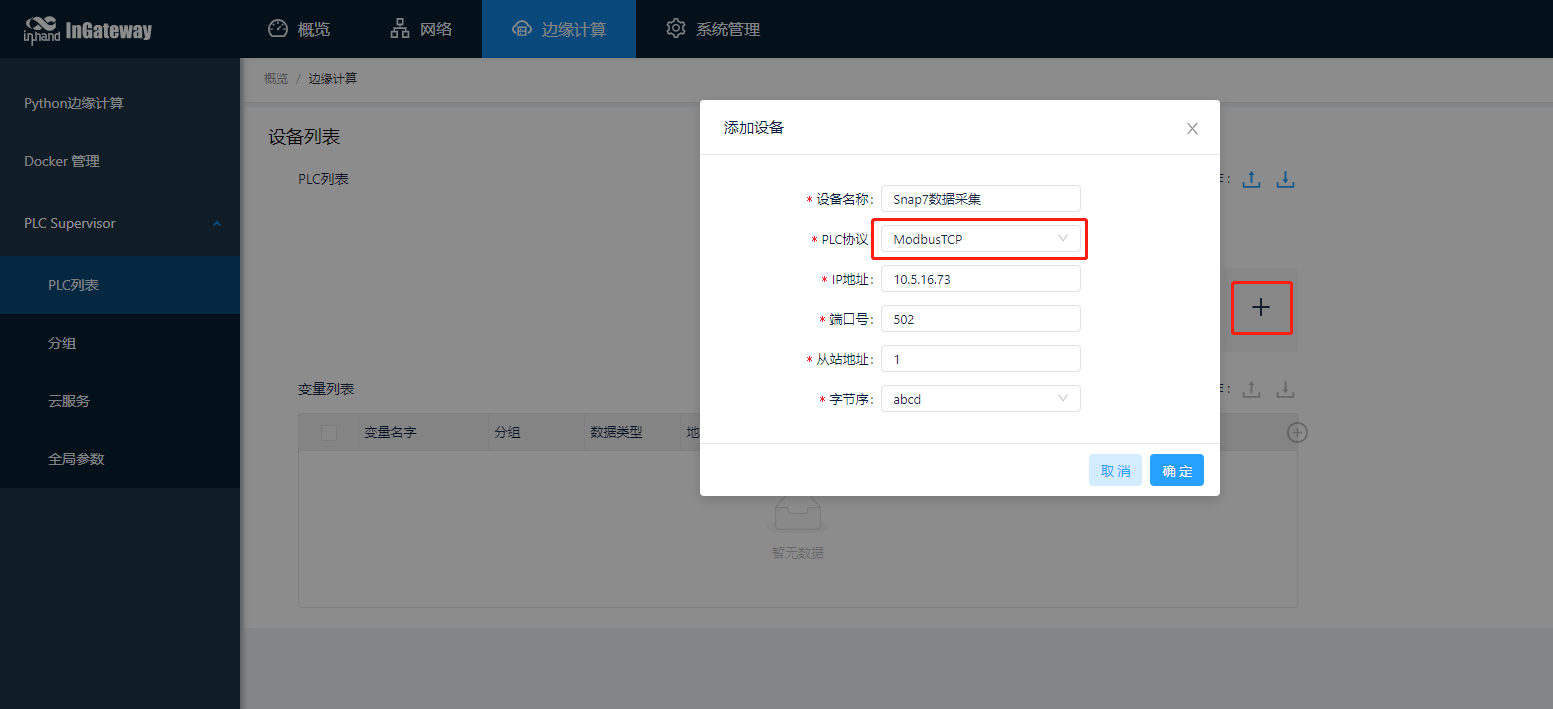 inhand InGateway
概览
网络
边缘计算
系统管理
Python边缘计算
Docker 管理
PLC Supervisor
PLC列表
分组
云服务
全局参数
概览 / 边缘计算
设备列表
PLC列表
:
变量列表
:
变量名字
分组
数据类型
地
暂无数据
添加设备
* 设备名称: Snap7数据采集
* PLC协议 ModbusTCP
* IP地址: 10.5.16.73
* 端口号: 502
* 从站地址: 1
* 字节序: abcd
取消
确定